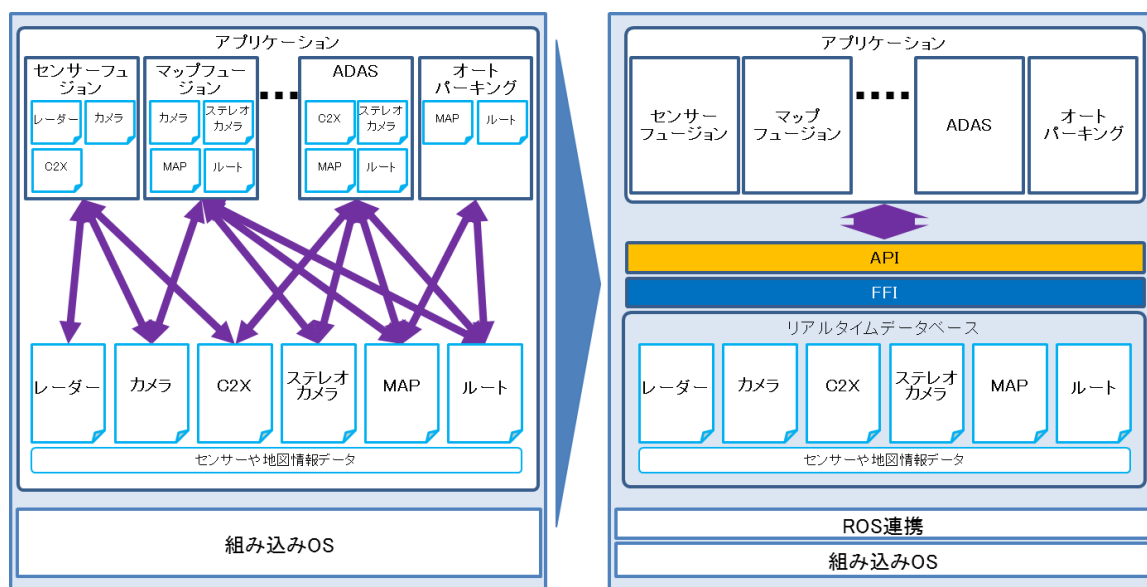 アプリケーション
センサーフュ
ジョン
レーダー
カメラ
C2X
マップフュー
ジョン
カメラ
ステレオ
カメラ
MAP
ルート
ADAS
C2X
ステレオ
カメラ
MAP
ルート
オート
パーキング
MAP
ルート
レーダー
カメラ
C2X
ステレオ
カメラ
MAP
ルート
センサーや地図情報データ
組み込みOS
アプリケーション
センサー
フュージョン
マップ
フュージョン
ADAS
オート
パーキング
API
FFI
リアルタイムデータベース
レーダー
カメラ
C2X
ステレオ
カメラ
MAP
ルート
センサーや地図情報データ
ROS連携
組み込みOS